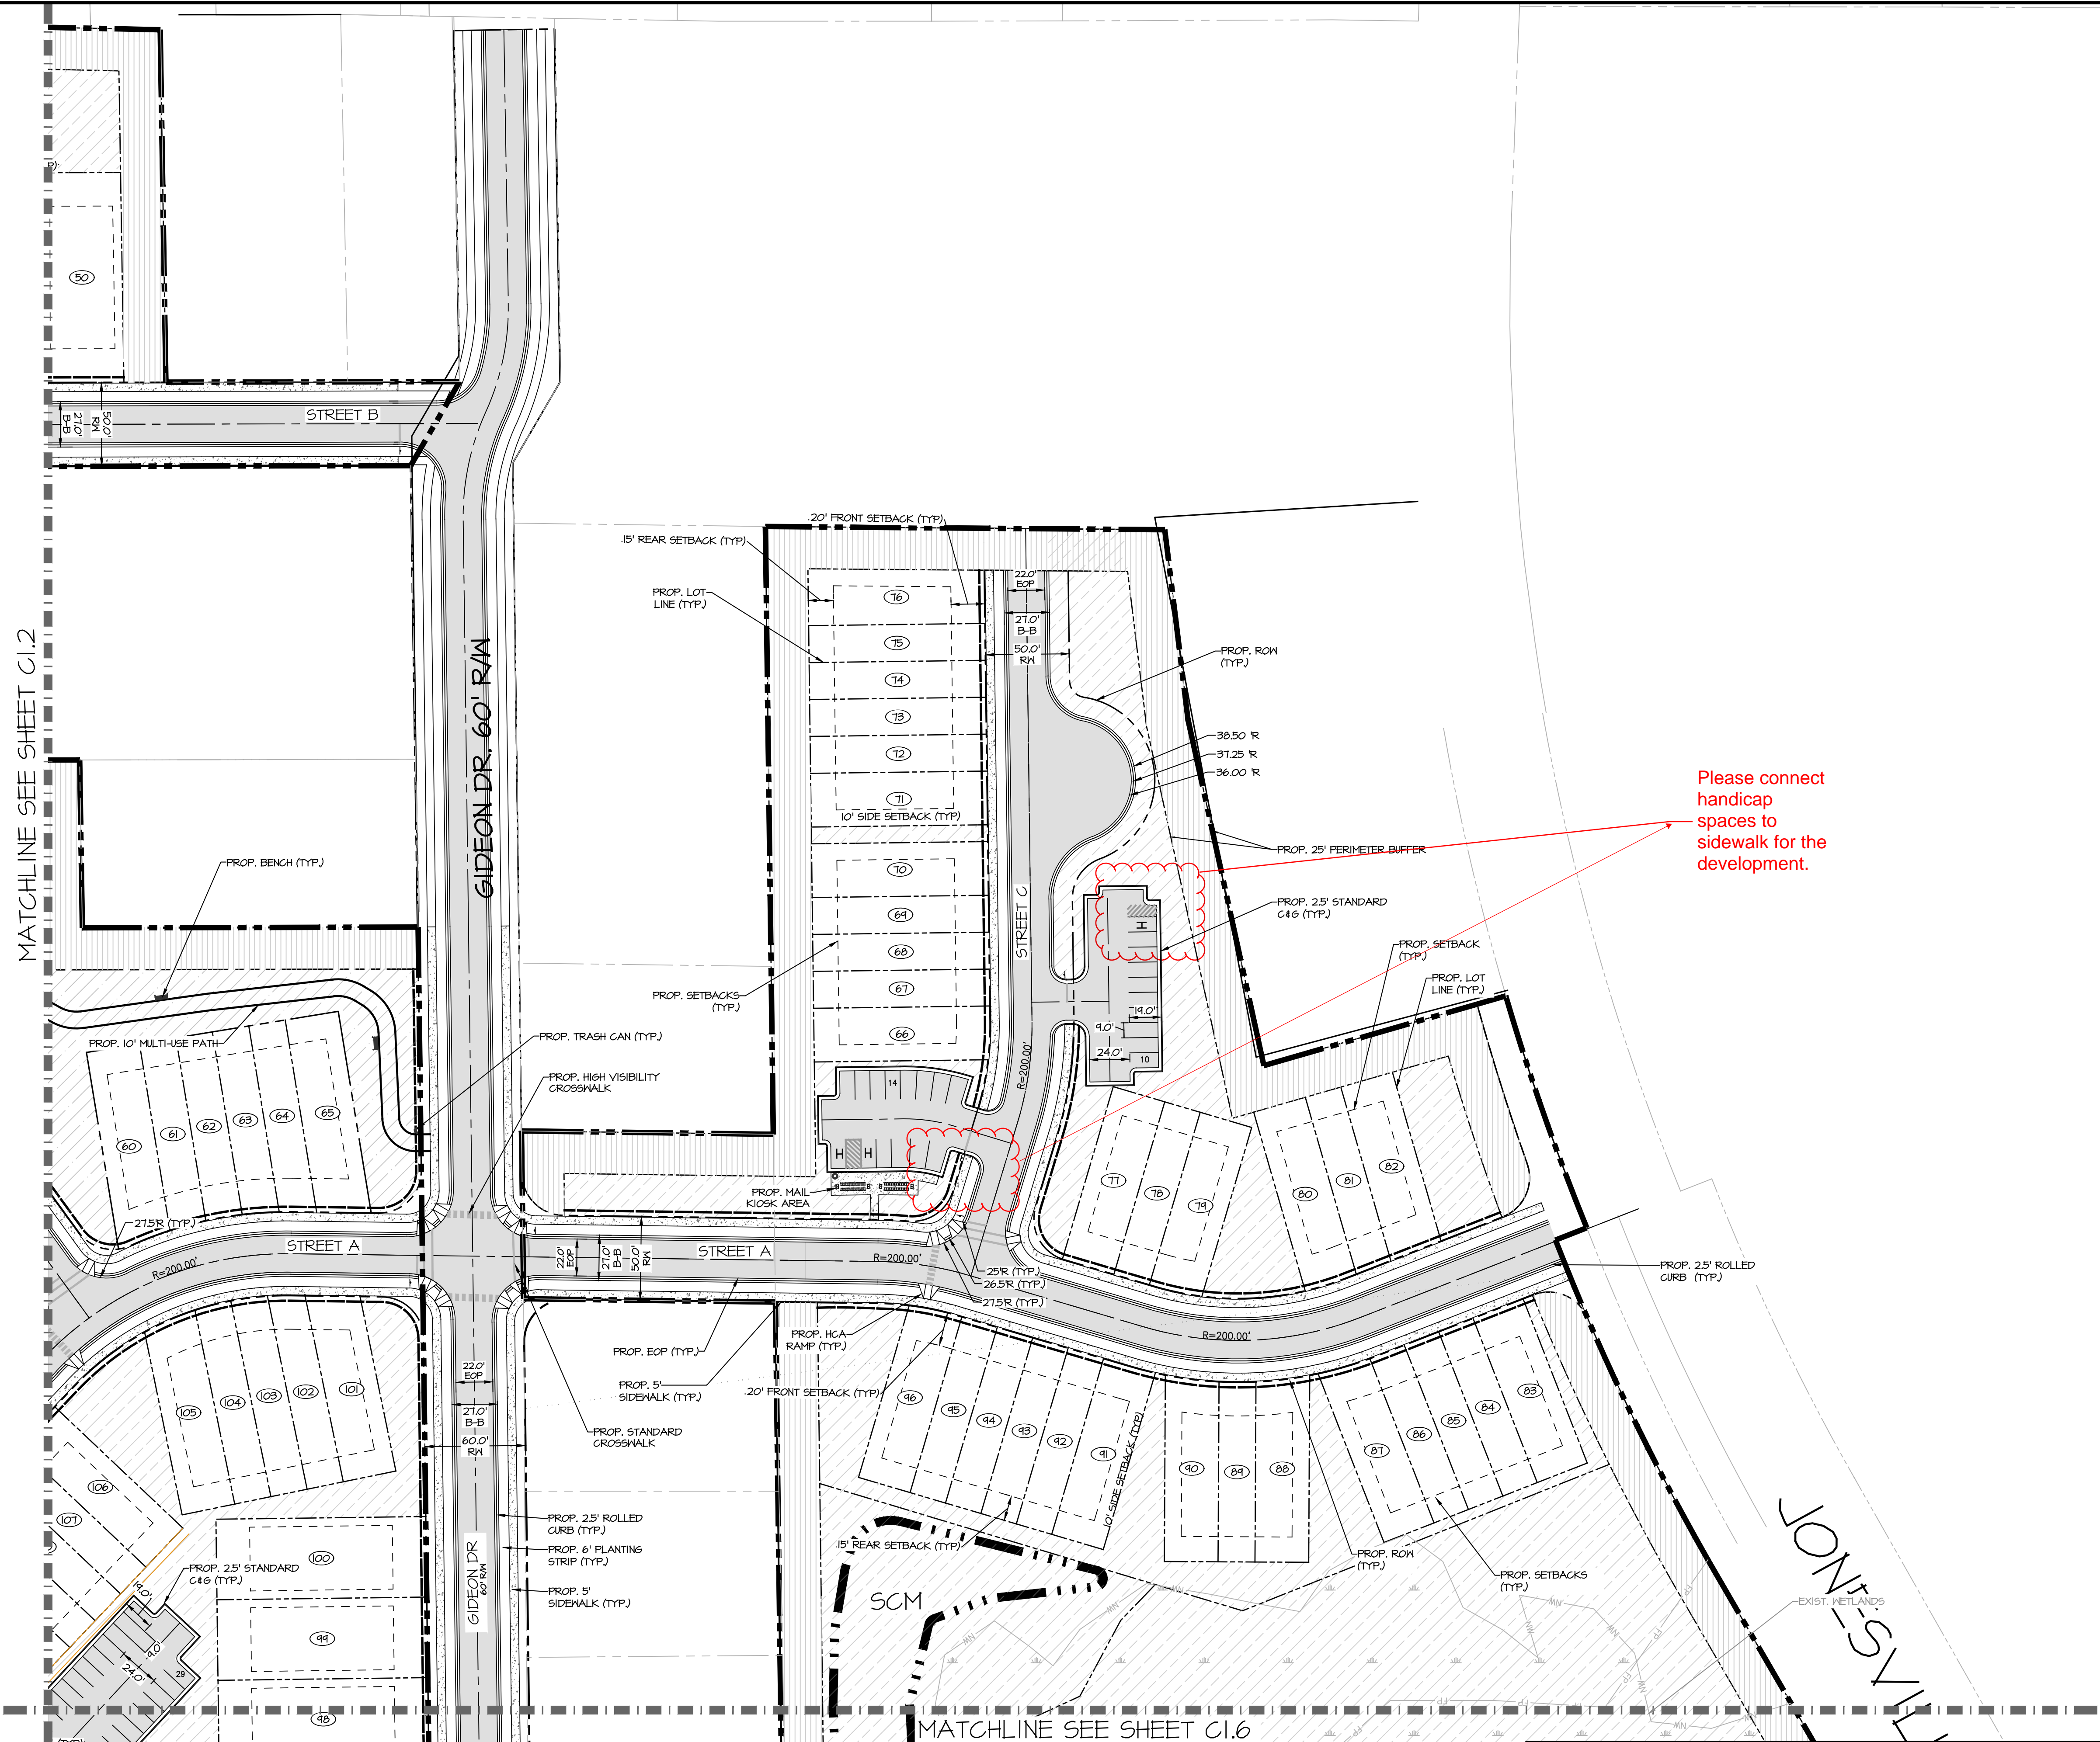 MATCHLINE SEE SHEET C1.2
50
STREET B
50.0'
RW
27.0'
B-B
GIDEON DR. 60' R/W
20' FRONT SETBACK (TYP)
15' REAR SETBACK (TYP)
PROP. LOT
LINE (TYP.)
76
75
74
73
72
71
10' SIDE SETBACK (TYP)
70
69
68
67
66
PROP. SETBACKS
(TYP.)
22.0'
EOP
27.0'
B-B
50.0'
RW
PROP. ROW
(TYP.)
38.50 'R
37.25 'R
36.00 'R
STREET C
PROP. 25' PERIMETER BUFFER
PROP. 2.5' STANDARD
C&G (TYP.)
H
19.0'
9.0'
24.0'
10
R=200.00'
Please connect
handicap
spaces to
sidewalk for the
development.
PROP. SETBACK
(TYP.)
PROP. LOT
LINE (TYP.)
PROP. BENCH (TYP.)
PROP. 10' MULTI-USE PATH
PROP. TRASH CAN (TYP.)
PROP. HIGH VISIBILITY
CROSSWALK
60
61
62
63
64
65
14
H
H
PROP. MAIL
KIOSK AREA
77
78
79
80
81
82
27.5'R (TYP.)
R=200.00'
STREET A
22.0'
EOP
27.0'
B-B
50.0'
RW
STREET A
R=200.00'
25'R (TYP.)
26.5'R (TYP.)
27.5'R (TYP.)
R=200.00'
PROP. 2.5' ROLLED
CURB (TYP.)
PROP. HCA
RAMP (TYP.)
PROP. EOP (TYP.)
PROP. 5'
SIDEWALK (TYP.)
20' FRONT SETBACK (TYP)
PROP. STANDARD
CROSSWALK
105
104
103
102
101
22.0'
EOP
27.0'
B-B
60.0'
RW
96
95
94
93
92
91
10' SIDE SETBACK (TYP)
90
89
88
87
86
85
84
83
106
107
PROP. 2.5' STANDARD
C&G (TYP.)
19.0'
9.0'
24.0'
29
100
99
98
GIDEON DR
60' R/W
PROP. 2.5' ROLLED
CURB (TYP.)
PROP. 6' PLANTING
STRIP (TYP.)
PROP. 5'
SIDEWALK (TYP.)
15' REAR SETBACK (TYP)
SCM
PROP. ROW
(TYP.)
PROP. SETBACKS
(TYP.)
EXIST. WETLANDS
MATCHLINE SEE SHEET C1.6